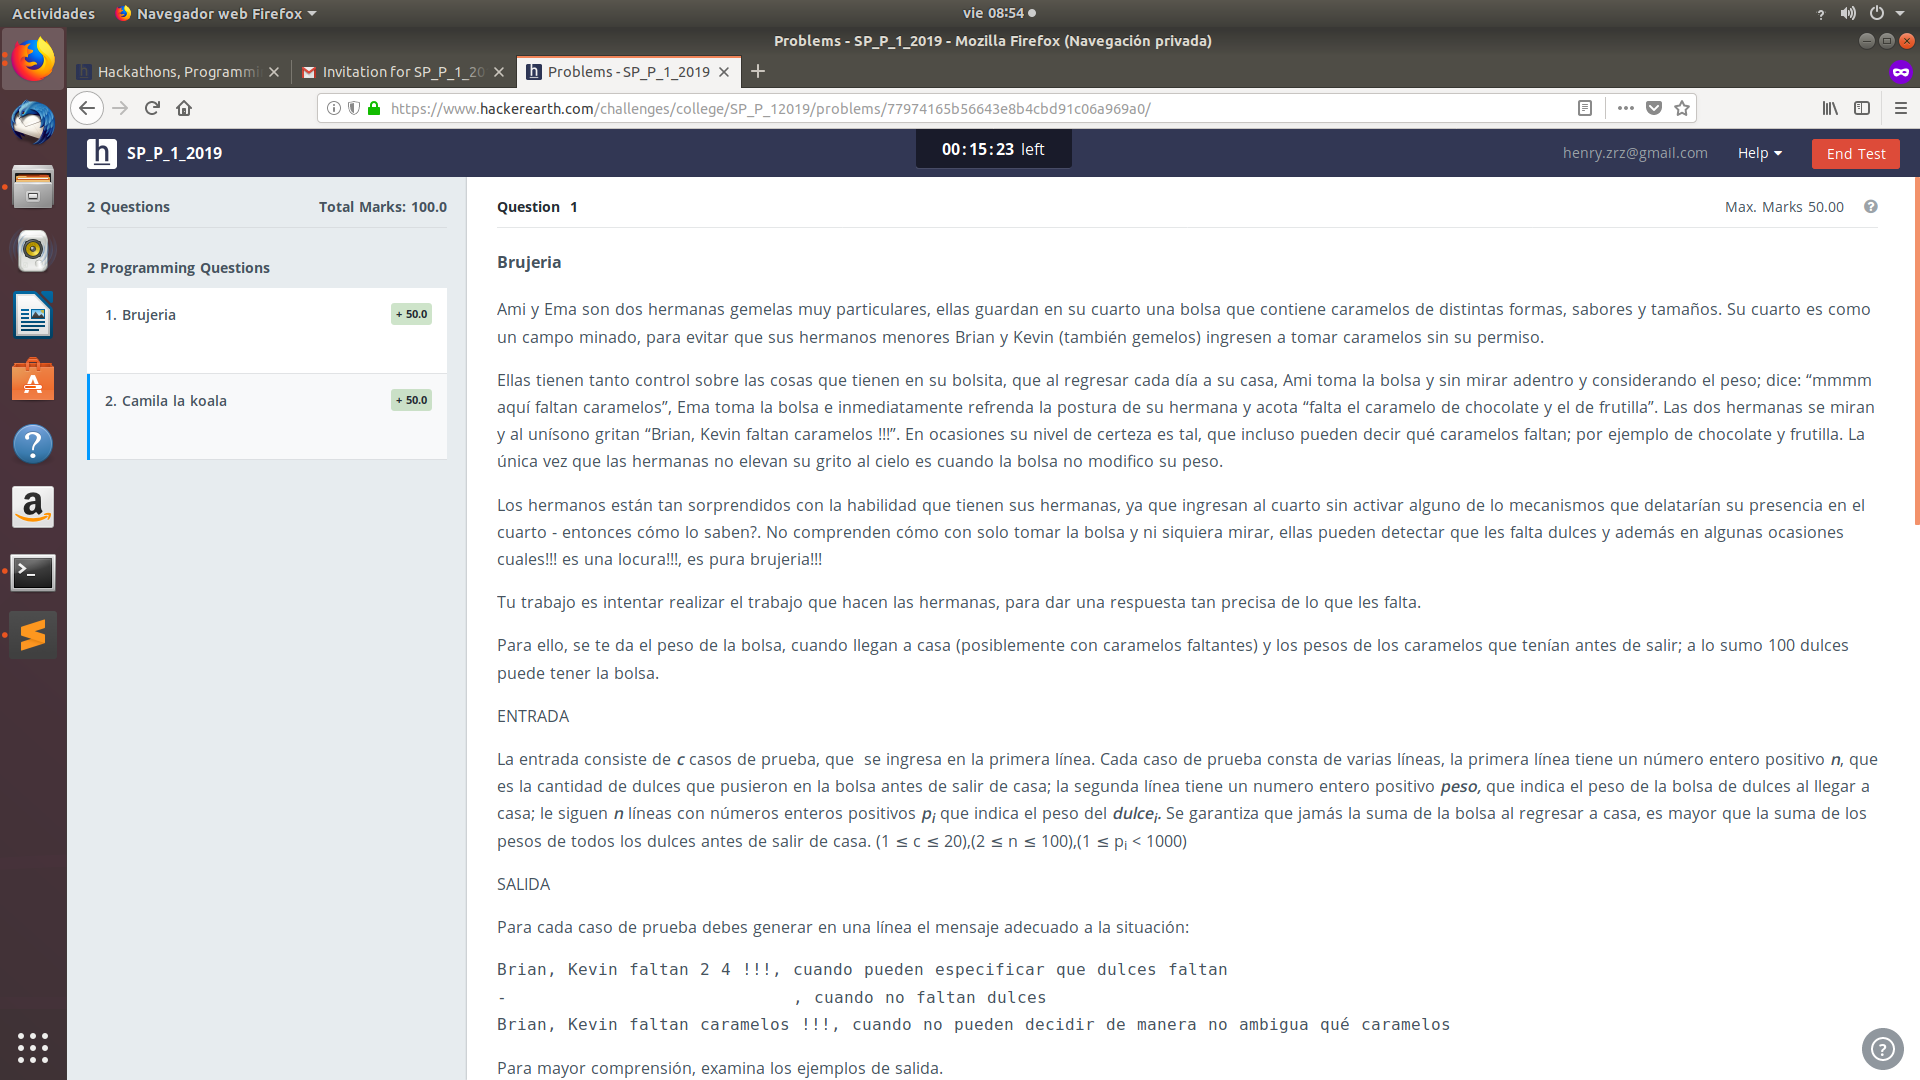 Actividades
Navegador web Firefox
vie 08:54
Problems - SP_P_1_2019 - Mozilla Firefox (Navegación privada)
Hackathons, Programmi
Invitation for SP_P_1_20
Problems - SP_P_1_2019
https://www.hackerearth.com/challenges/college/SP_P_12019/problems/77974165b56643e8b4cbd91c06a969a0/
h SP_P_1_2019
00:15:23 left
henry.zrz@gmail.com
Help
End Test
2 Questions
Total Marks: 100.0
2 Programming Questions
1. Brujeria
+ 50.0
2. Camila la koala
+ 50.0
Question 1
Max. Marks 50.00
Brujeria
Ami y Ema son dos hermanas gemelas muy particulares, ellas guardan en su cuarto una bolsa que contiene caramelos de distintas formas, sabores y tamaños. Su cuarto es como
un campo minado, para evitar que sus hermanos menores Brian y Kevin (también gemelos) ingresen a tomar caramelos sin su permiso.
Ellas tienen tanto control sobre las cosas que tienen en su bolsita, que al regresar cada día a su casa, Ami toma la bolsa y sin mirar adentro y considerando el peso; dice: “mmmm
aquí faltan caramelos”, Ema toma la bolsa e inmediatamente refrenda la postura de su hermana y acota “falta el caramelo de chocolate y el de frutilla”. Las dos hermanas se miran
y al unísono gritan “Brian, Kevin faltan caramelos !!!”. En ocasiones su nivel de certeza es tal, que incluso pueden decir qué caramelos faltan; por ejemplo de chocolate y frutilla. La
única vez que las hermanas no elevan su grito al cielo es cuando la bolsa no modifico su peso.
Los hermanos están tan sorprendidos con la habilidad que tienen sus hermanas, ya que ingresan al cuarto sin activar alguno de lo mecanismos que delatarían su presencia en el
cuarto - entonces cómo lo saben?. No comprenden cómo con solo tomar la bolsa y ni siquiera mirar, ellas pueden detectar que les falta dulces y además en algunas ocasiones
cuales!!! es una locura!!!, es pura brujeria!!!
Tu trabajo es intentar realizar el trabajo que hacen las hermanas, para dar una respuesta tan precisa de lo que les falta.
Para ello, se te da el peso de la bolsa, cuando llegan a casa (posiblemente con caramelos faltantes) y los pesos de los caramelos que tenían antes de salir; a lo sumo 100 dulces
puede tener la bolsa.
ENTRADA
La entrada consiste de c casos de prueba, que se ingresa en la primera línea. Cada caso de prueba consta de varias líneas, la primera línea tiene un número entero positivo n, que
es la cantidad de dulces que pusieron en la bolsa antes de salir de casa; la segunda línea tiene un numero entero positivo peso, que indica el peso de la bolsa de dulces al llegar a
casa; le siguen n líneas con números enteros positivos pi que indica el peso del dulcei. Se garantiza que jamás la suma de la bolsa al regresar a casa, es mayor que la suma de los
pesos de todos los dulces antes de salir de casa. (1 ≤ c ≤ 20),(2 ≤ n ≤ 100),(1 ≤ pi < 1000)
SALIDA
Para cada caso de prueba debes generar en una línea el mensaje adecuado a la situación:
Brian, Kevin faltan 2 4 !!!, cuando pueden especificar que dulces faltan
- , cuando no faltan dulces
Brian, Kevin faltan caramelos !!!, cuando no pueden decidir de manera no ambigua qué caramelos
Para mayor comprensión, examina los ejemplos de salida.